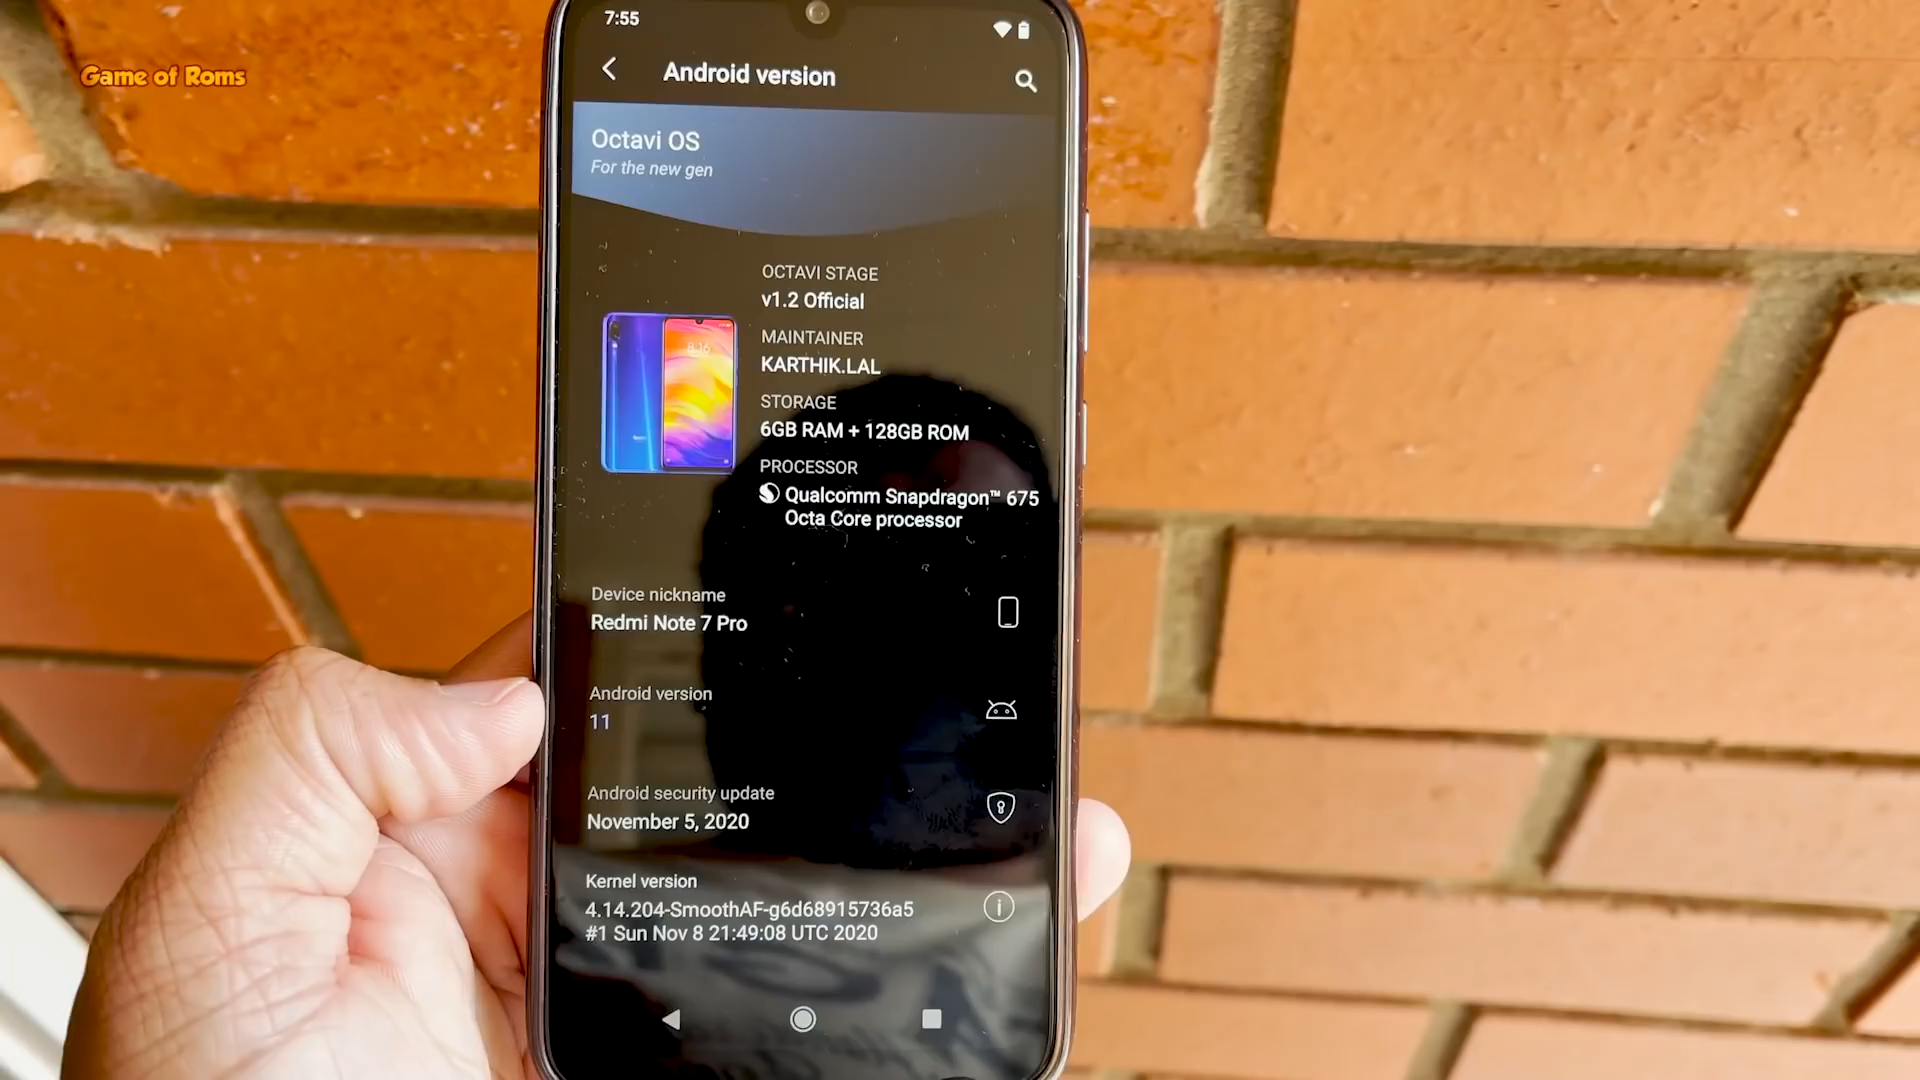 Game of Roms
7:55
Android version
Octavi OS
For the new gen
OCTAVI STAGE
v1.2 Official
MAINTAINER
KARTHIK.LAL
STORAGE
6GB RAM + 128GB ROM
PROCESSOR
Qualcomm Snapdragon™ 675
Octa Core processor
8:16
Device nickname
Redmi Note 7 Pro
Android version
11
Android security update
November 5, 2020
Kernel version
4.14.204-SmoothAF-g6d68915736a5
#1 Sun Nov 8 21:49:08 UTC 2020